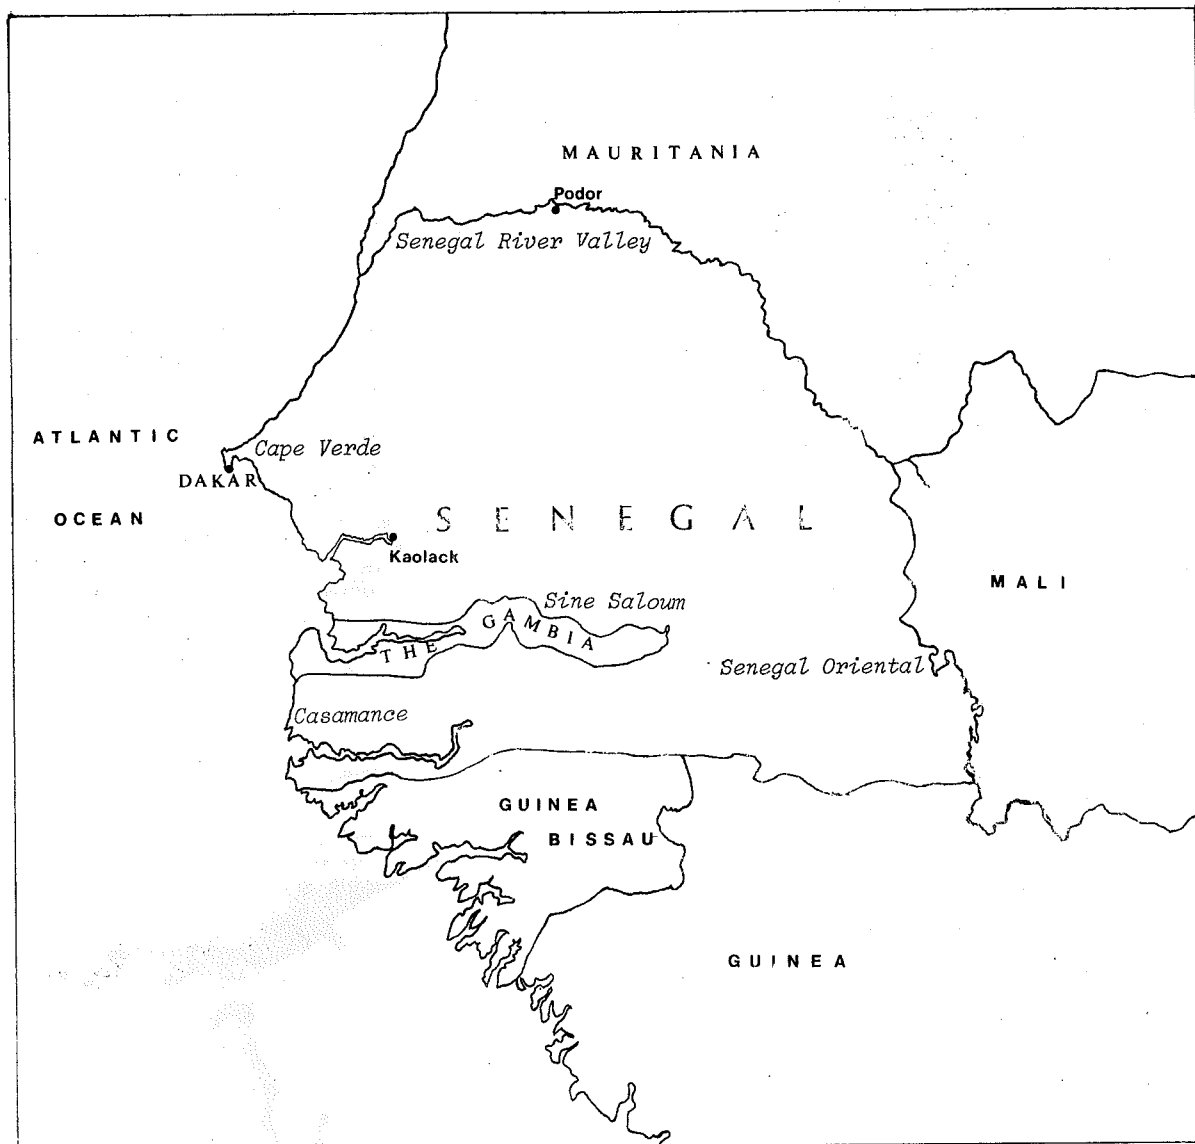 MAURITANIA
Podor
Senegal River Valley
ATLANTIC
Cape Verde
DAKAR
OCEAN
SENEGAL
Kaolack
MALI
Sine Saloum
THE GAMBIA
Senegal Oriental
Casamance
GUINEA
BISSAU
GUINEA